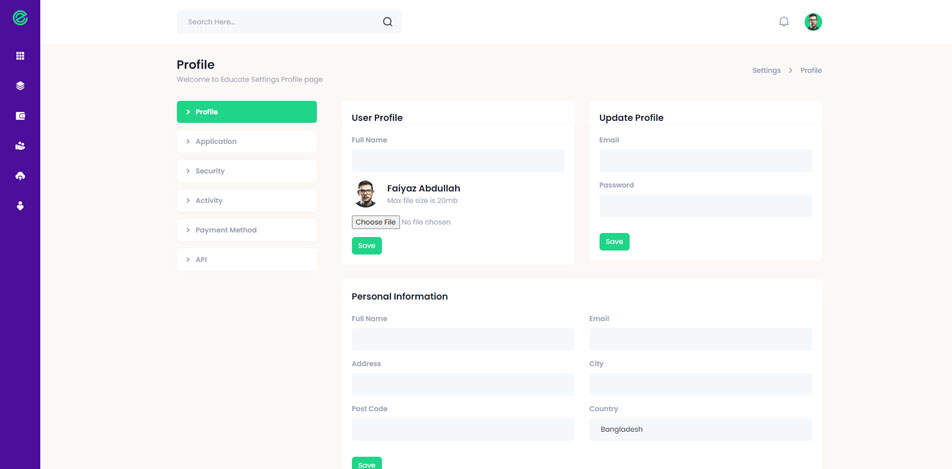 Search Here...
Profile
Welcome to Educate Settings Profile page
Settings > Profile
Profile
Application
Security
Activity
Payment Method
API
User Profile
Full Name
Faiyaz Abdullah
Max file size is 20mb
Choose File No file chosen
Save
Update Profile
Email
Password
Save
Personal Information
Full Name
Email
Address
City
Post Code
Country
Bangladesh
Save